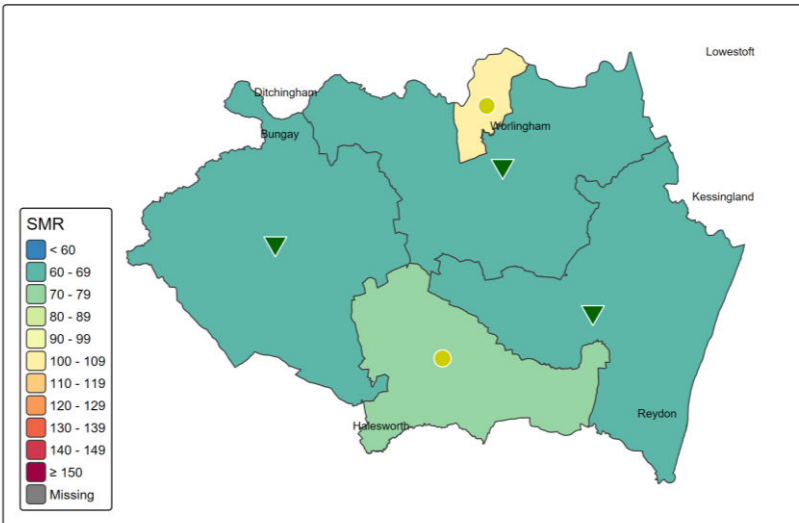 Lowestoft
Ditchingham
Worlingham
Bungay
Kessingland
SMR
< 60
60 - 69
70 - 79
80 - 89
90 - 99
100 - 109
110 - 119
120 - 129
130 - 139
140 - 149
≥ 150
Missing
Reydon
Halesworth